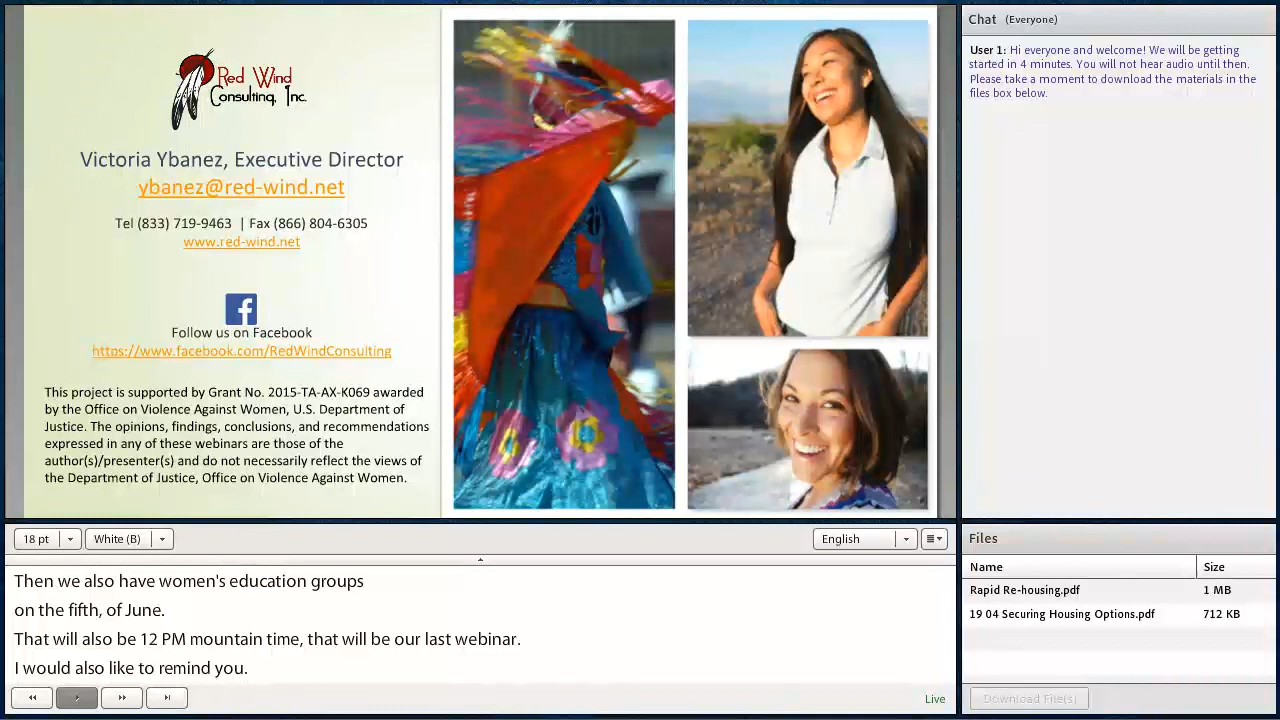 Red Wind
Consulting, Inc.
Victoria Ybanez, Executive Director
ybanez@red-wind.net
Tel (833) 719-9463 | Fax (866) 804-6305
www.red-wind.net
Follow us on Facebook
https://www.facebook.com/RedWindConsulting
This project is supported by Grant No. 2015-TA-AX-K069 awarded
by the Office on Violence Against Women, U.S. Department of
Justice. The opinions, findings, conclusions, and recommendations
expressed in any of these webinars are those of the
author(s)/presenter(s) and do not necessarily reflect the views of
the Department of Justice, Office on Violence Against Women.
Chat (Everyone)
User 1: Hi everyone and welcome! We will be getting
started in 4 minutes. You will not hear audio until then.
Please take a moment to download the materials in the
files box below.
18 pt
White (B)
English
Then we also have women's education groups
on the fifth, of June.
That will also be 12 PM mountain time, that will be our last webinar.
I would also like to remind you.
Live
Files
Name Size
Rapid Re-housing.pdf 1 MB
19 04 Securing Housing Options.pdf 712 KB
Download File(s)